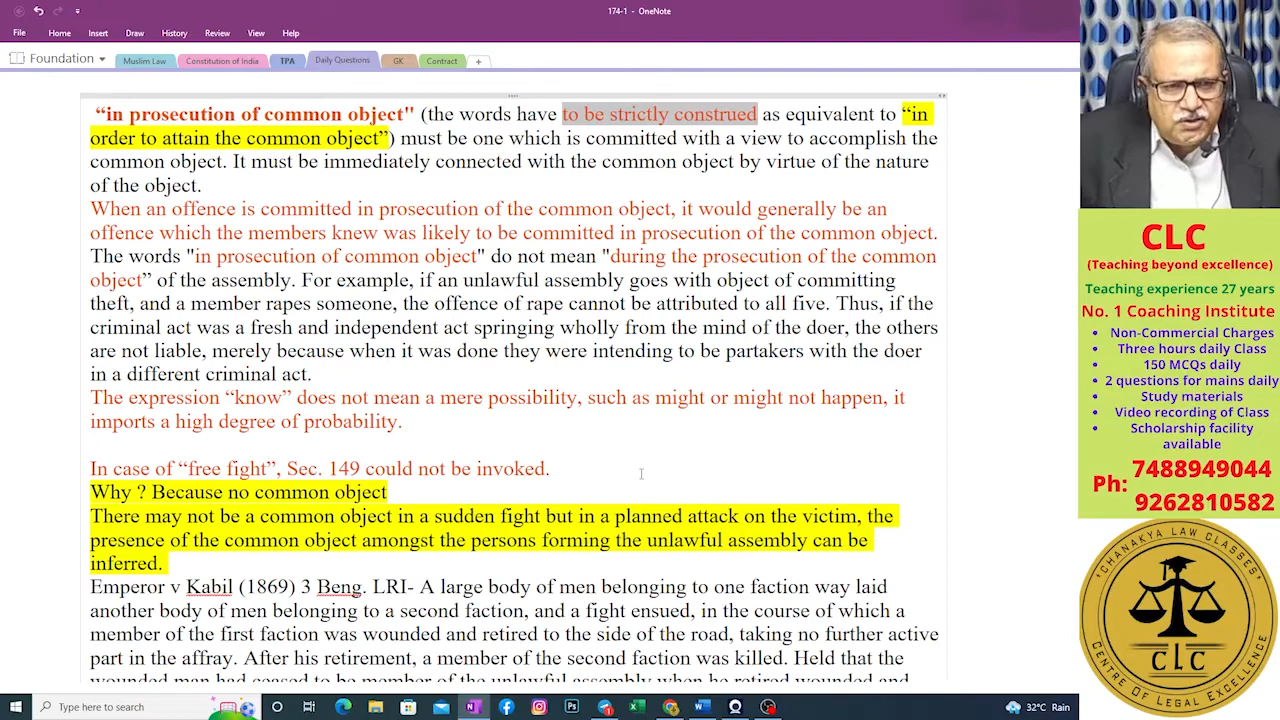 174-1 - OneNote
File Home Insert Draw History Review View Help
Foundation Muslim Law Constitution of India TPA Daily Questions GK Contract +
"in prosecution of common object" (the words have to be strictly construed as equivalent to "in
order to attain the common object") must be one which is committed with a view to accomplish the
common object. It must be immediately connected with the common object by virtue of the nature
of the object.
When an offence is committed in prosecution of the common object, it would generally be an
offence which the members knew was likely to be committed in prosecution of the common object.
The words "in prosecution of common object" do not mean "during the prosecution of the common
object" of the assembly. For example, if an unlawful assembly goes with object of committing
theft, and a member rapes someone, the offence of rape cannot be attributed to all five. Thus, if the
criminal act was a fresh and independent act springing wholly from the mind of the doer, the others
are not liable, merely because when it was done they were intending to be partakers with the doer
in a different criminal act.
The expression "know" does not mean a mere possibility, such as might or might not happen, it
imports a high degree of probability.
In case of "free fight", Sec. 149 could not be invoked.
Why ? Because no common object
There may not be a common object in a sudden fight but in a planned attack on the victim, the
presence of the common object amongst the persons forming the unlawful assembly can be
inferred.
Emperor v Kabil (1869) 3 Beng. LRI- A large body of men belonging to one faction way laid
another body of men belonging to a second faction, and a fight ensued, in the course of which a
member of the first faction was wounded and retired to the side of the road, taking no further active
part in the affray. After his retirement, a member of the second faction was killed. Held that the
wounded man had ceased to be member of the unlawful assembly when he retired wounded and
CLC
(Teaching beyond excellence)
Teaching experience 27 years
No. 1 Coaching Institute
• Non-Commercial Charges
• Three hours daily Class
• 150 MCQs daily
• 2 questions for mains daily
• Study materials
• Video recording of Class
• Scholarship facility
available
Ph: 7488949044
9262810582
CHANAKYA LAW CLASSES
CLC
CENTRE OF LEGAL EXCELLENCE
Type here to search
32°C Rain